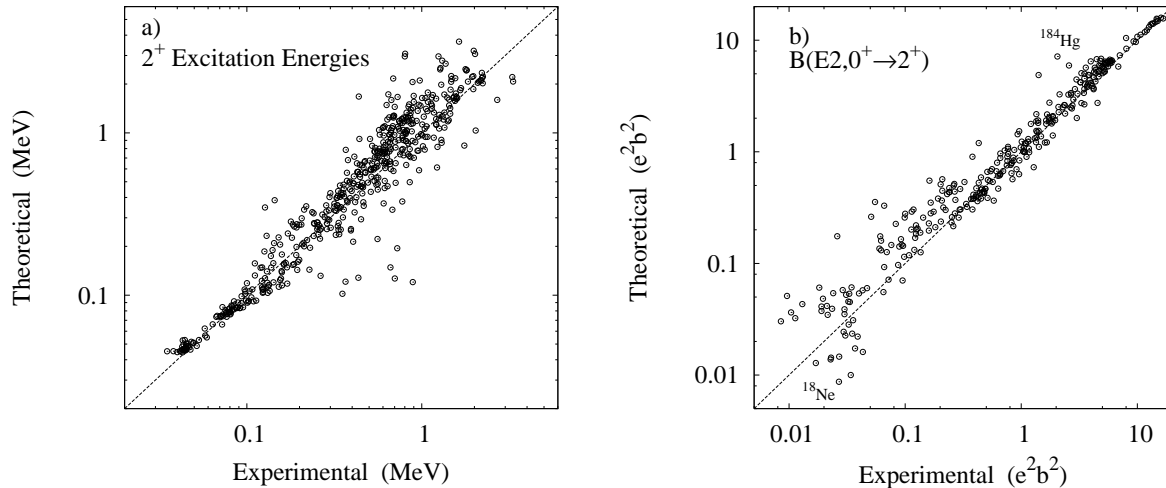 a)
2⁺ Excitation Energies
Theoretical (MeV)
1
0.1
0.1
1
Experimental (MeV)
b)
B(E2,0⁺→2⁺)
¹⁸⁴Hg
¹⁸Ne
Theoretical (e²b²)
10
1
0.1
0.01
0.01
0.1
1
10
Experimental (e²b²)